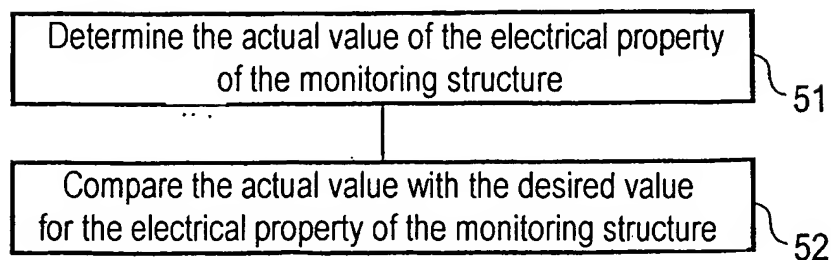 Determine the actual value of the electrical property
of the monitoring structure
51
Compare the actual value with the desired value
for the electrical property of the monitoring structure
52